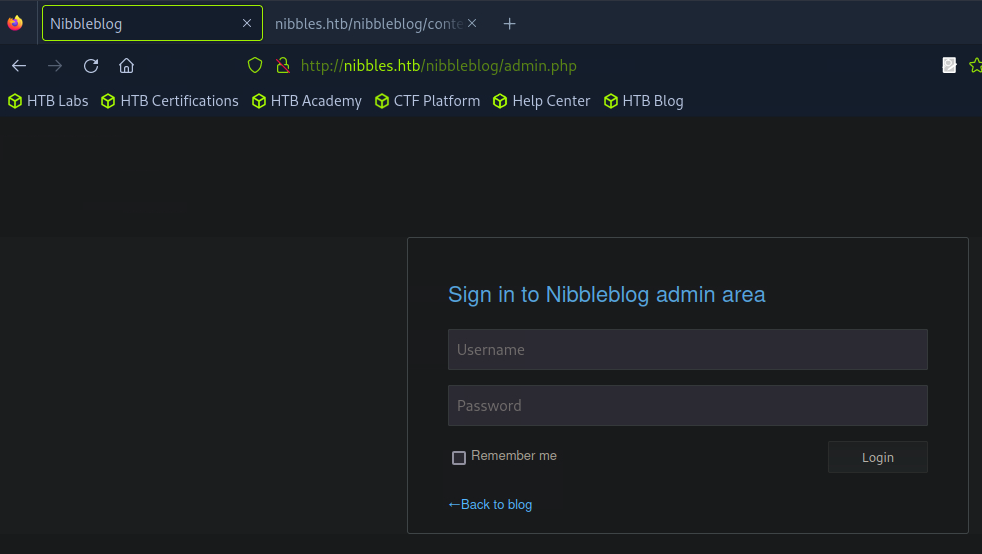 Nibbleblog
nibbles.htb/nibbleblog/conte
http://nibbles.htb/nibbleblog/admin.php
HTB Labs
HTB Certifications
HTB Academy
CTF Platform
Help Center
HTB Blog
Sign in to Nibbleblog admin area
Username
Password
Remember me
Login
←Back to blog